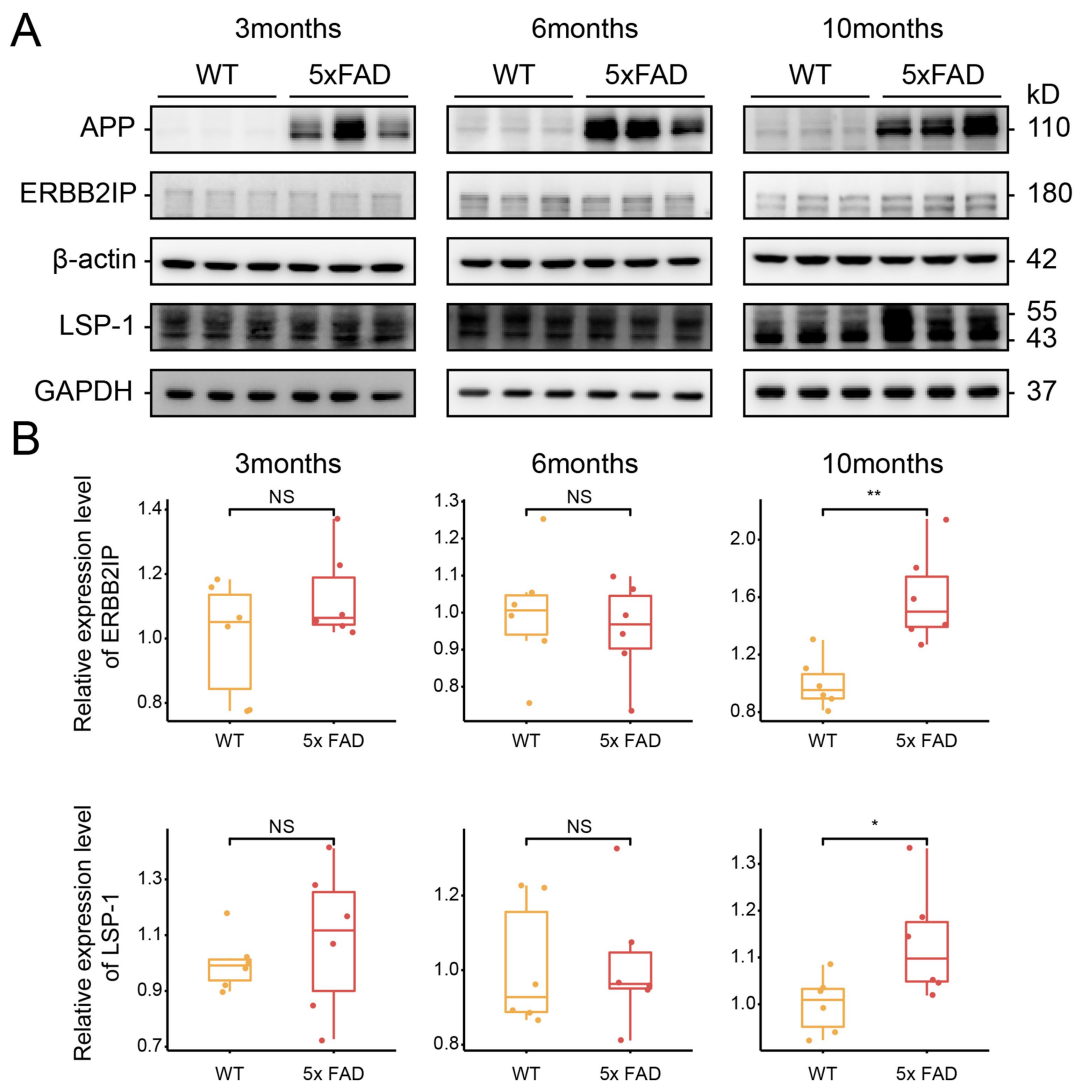 A
3months 6months 10months
WT 5xFAD WT 5xFAD WT 5xFAD
kD
APP 110
ERBB2IP 180
β-actin 42
LSP-1 55
43
GAPDH 37
B
3months 6months 10months
Relative expression level
of ERBB2IP
NS
1.4
1.2
1.0
0.8
WT 5x FAD
NS
1.3
1.2
1.1
1.0
0.9
0.8
WT 5x FAD
**
2.0
1.6
1.2
0.8
WT 5x FAD
Relative expression level
of LSP-1
NS
1.3
1.1
0.9
0.7
WT 5x FAD
NS
1.2
1.0
0.8
WT 5x FAD
*
1.3
1.2
1.1
1.0
WT 5x FAD